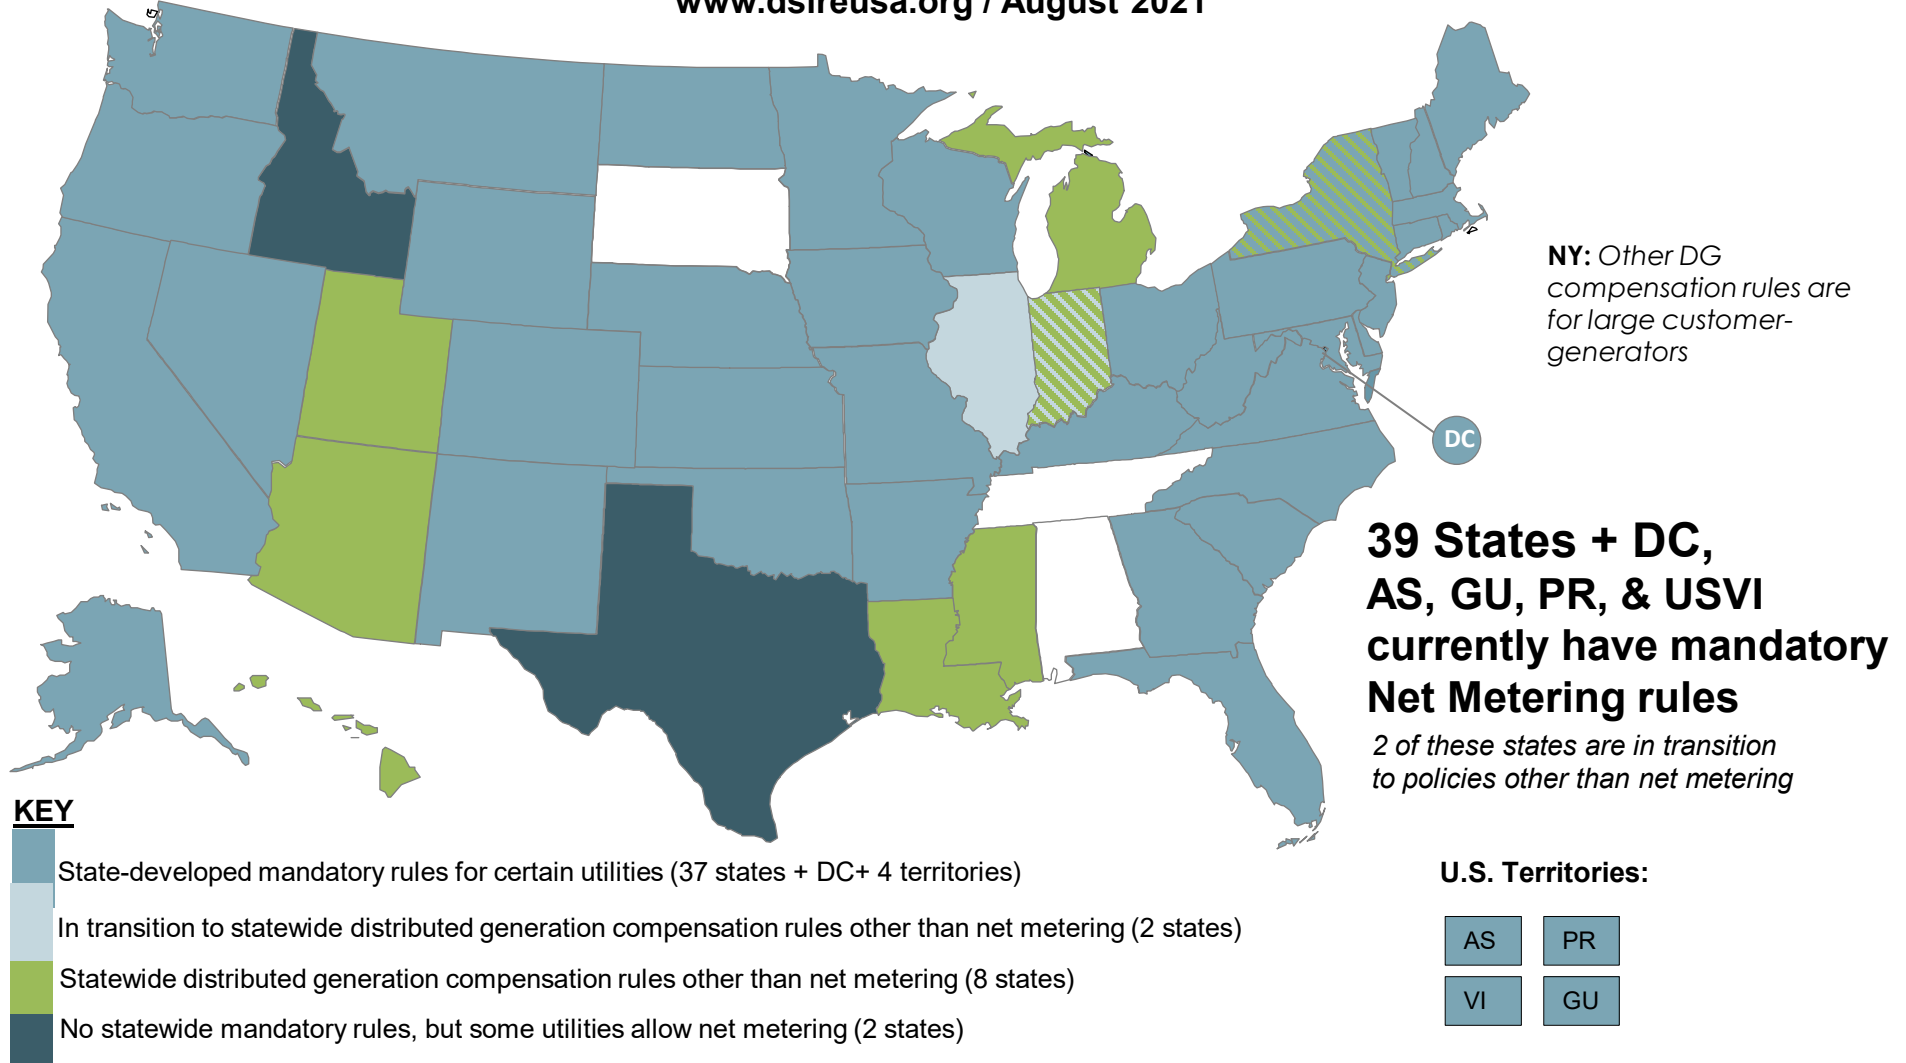 www.dsireusa.org / August 2021
NY: Other DG
compensation rules are
for large customer-
generators
DC
39 States + DC,
AS, GU, PR, & USVI
currently have mandatory
Net Metering rules
2 of these states are in transition
to policies other than net metering
KEY
State-developed mandatory rules for certain utilities (37 states + DC+ 4 territories)
In transition to statewide distributed generation compensation rules other than net metering (2 states)
Statewide distributed generation compensation rules other than net metering (8 states)
No statewide mandatory rules, but some utilities allow net metering (2 states)
U.S. Territories:
AS PR
VI GU